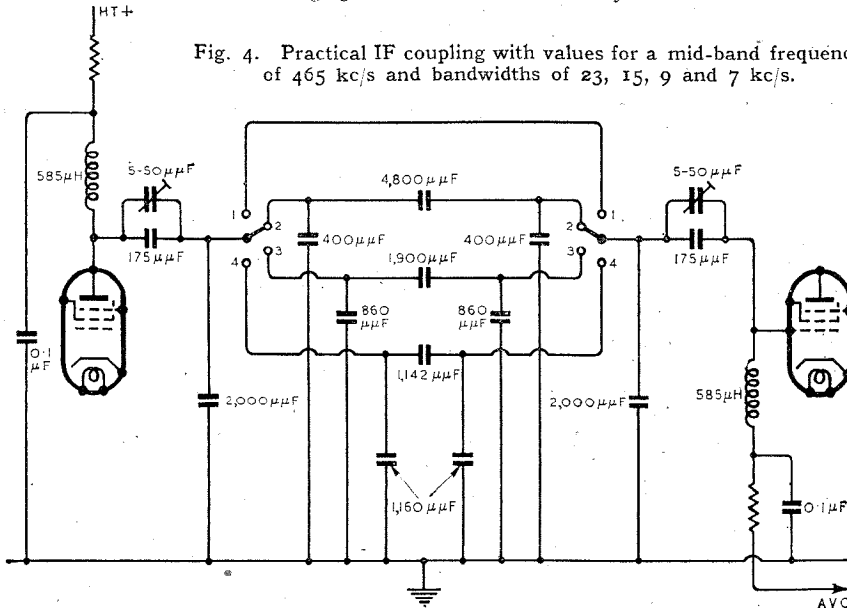 HT+
Fig. 4. Practical IF coupling with values for a mid-band frequenc
of 465 kc/s and bandwidths of 23, 15, 9 and 7 kc/s.
585μH
5-50μμF
175μμF
4,800μμF
5-50μμF
175μμF
1
2
3
4
1
2
3
4
400μμF
400μμF
1,900μμF
860
μμF
860
μμF
0·1
μF
2,000μμF
1,142μμF
2,000μμF
585μH
1,160μμF
0·1μF
AVC